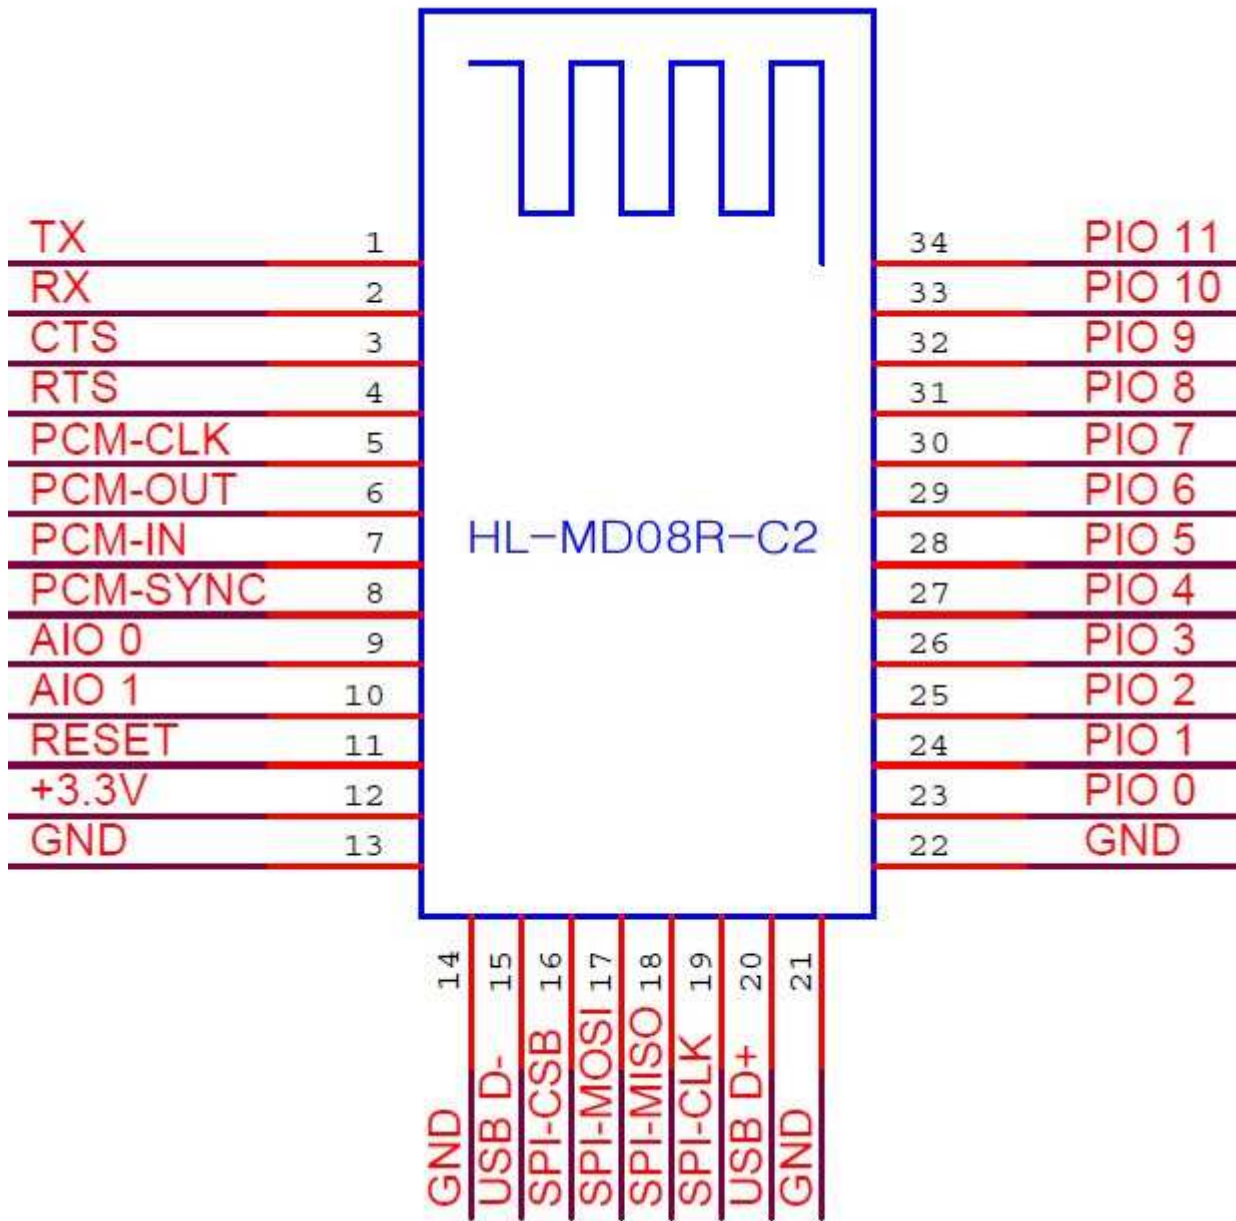 TX 1
RX 2
CTS 3
RTS 4
PCM-CLK 5
PCM-OUT 6
PCM-IN 7
PCM-SYNC 8
AIO 0 9
AIO 1 10
RESET 11
+3.3V 12
GND 13
HL-MD08R-C2
34 PIO 11
33 PIO 10
32 PIO 9
31 PIO 8
30 PIO 7
29 PIO 6
28 PIO 5
27 PIO 4
26 PIO 3
25 PIO 2
24 PIO 1
23 PIO 0
22 GND
GND 14
USB D- 15
SPI-CSB 16
SPI-MOSI 17
SPI-MISO 18
SPI-CLK 19
USB D+ 20
GND 21